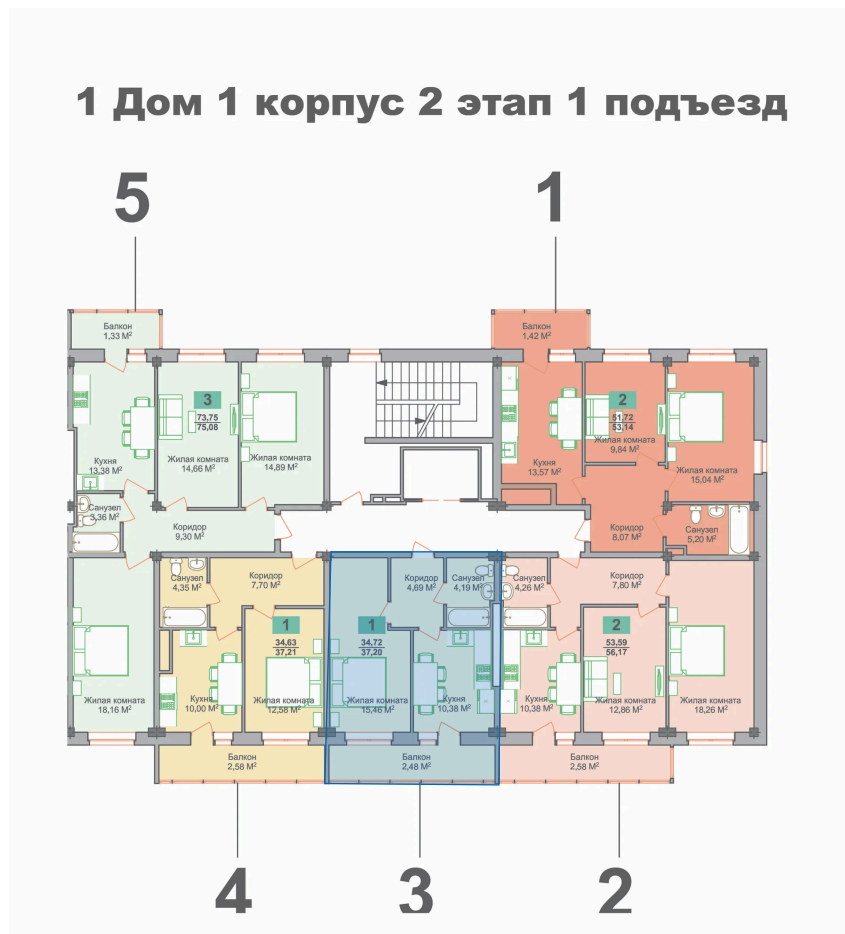 1 Дом 1 корпус 2 этап 1 подъезд
5
1
Балкон
1,33 М²
Балкон
1,42 М²
3
73,75
75,08
2
51,72
53,14
Кухня
13,38 М²
Жилая комната
14,66 М²
Жилая комната
14,89 М²
Кухня
13,57 М²
Жилая комната
9,84 М²
Жилая комната
15,04 М²
Санузел
3,36 М²
Коридор
9,30 М²
Коридор
8,07 М²
Санузел
5,20 М²
Санузел
4,35 М²
Коридор
7,70 М²
Коридор
4,69 М²
Санузел
4,19 М²
Санузел
4,26 М²
Коридор
7,80 М²
1
34,63
37,21
1
34,72
37,20
2
53,59
56,17
Жилая комната
18,16 М²
Кухня
10,00 М²
Жилая комната
12,58 М²
Жилая комната
15,46 М²
Кухня
10,38 М²
Кухня
10,38 М²
Жилая комната
12,86 М²
Жилая комната
18,26 М²
Балкон
2,58 М²
Балкон
2,48 М²
Балкон
2,58 М²
4
3
2